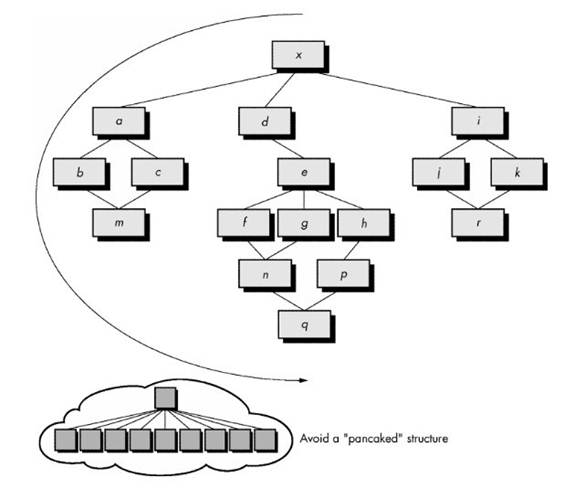 x
a d i
b c e j k
m f g h r
n p
q
Avoid a "pancaked" structure